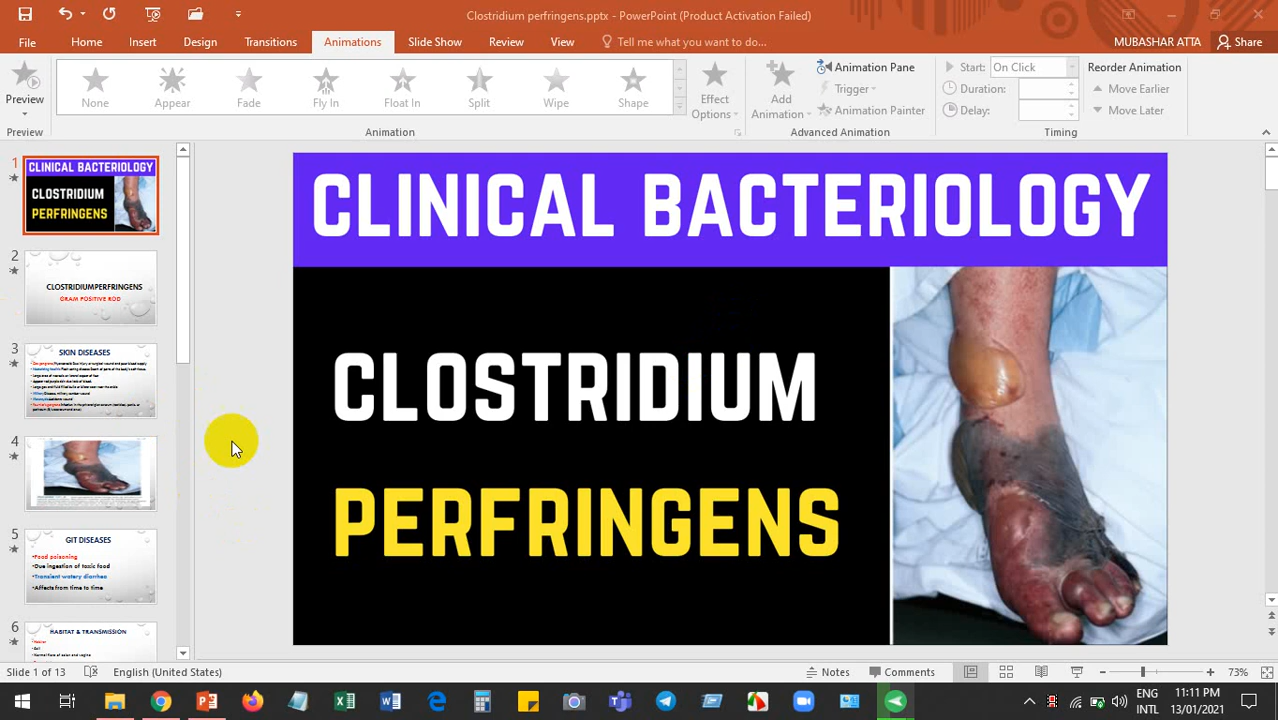 Clostridium perfringens.pptx - PowerPoint (Product Activation Failed)
File
Home
Insert
Design
Transitions
Animations
Slide Show
Review
View
Tell me what you want to do...
MUBASHAR ATTA
Share
Preview
None
Appear
Fade
Fly In
Float In
Split
Wipe
Shape
Effect
Options
Add
Animation
Animation Pane
Trigger
Animation Painter
Start:
On Click
Duration:
Delay:
Reorder Animation
Move Earlier
Move Later
Preview
Animation
Advanced Animation
Timing
1
CLINICAL BACTERIOLOGY
CLOSTRIDIUM
PERFRINGENS
2
CLOSTRIDIUMPERFRINGENS
GRAM POSITIVE ROD
3
SKIN DISEASES
4
5
GIT DISEASES
•Food poisoning
•Due ingestion of toxic food
•Transient watery diarrhea
•Affects from time to time
6
HABITAT & TRANSMISSION
CLINICAL BACTERIOLOGY
CLOSTRIDIUM
PERFRINGENS
Slide 1 of 13
English (United States)
Notes
Comments
73%
ENG
INTL
11:11 PM
13/01/2021